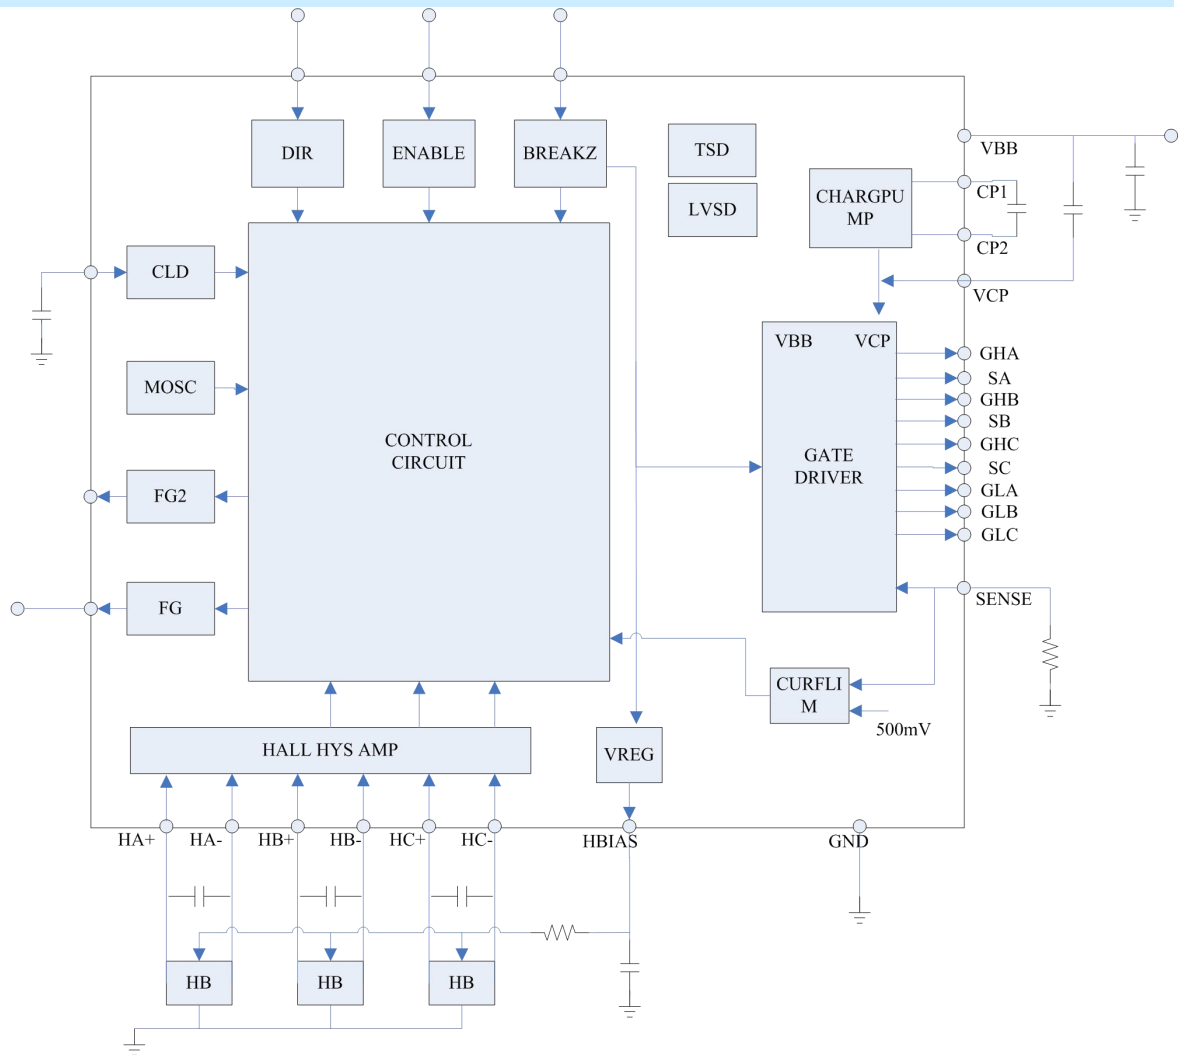 DIR
ENABLE
BREAKZ
TSD
LVSD
VBB
CHARGPU
MP
CP1
CP2
VCP
CLD
MOSC
FG2
FG
CONTROL
CIRCUIT
VBB
VCP
GATE
DRIVER
GHA
SA
GHB
SB
GHC
SC
GLA
GLB
GLC
SENSE
CURFLI
M
500mV
HALL HYS AMP
VREG
HA+
HA-
HB+
HB-
HC+
HC-
HBIAS
GND
HB
HB
HB